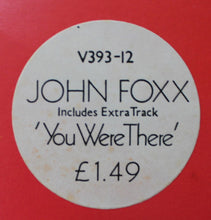 V393-12
JOHN FOXX
Includes Extra Track
'You Were There'
£1.49